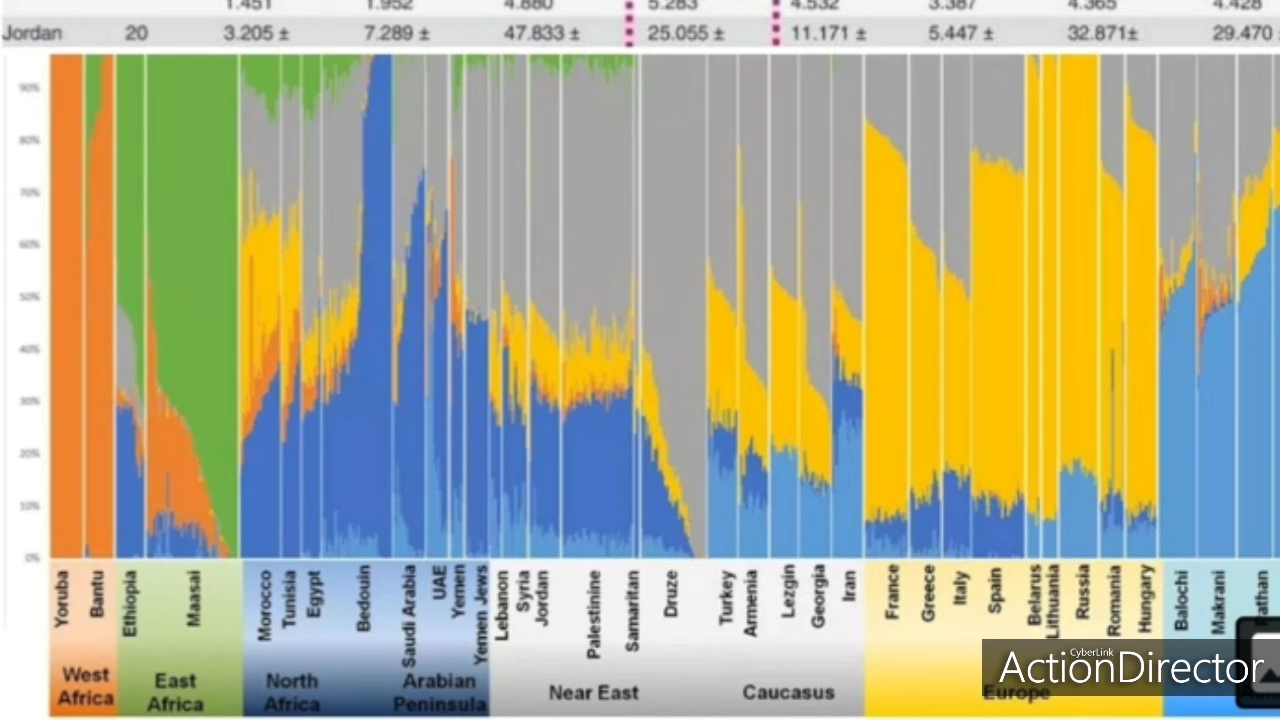 1.451 1.952 4.880 5.283 4.532 3.387 4.365 4.428
Jordan 20 3.205 ± 7.289 ± 47.833 ± 25.055 ± 11.171 ± 5.447 ± 32.871± 29.470
90%
80%
70%
60%
50%
40%
30%
20%
10%
0%
Yoruba
Bantu
Ethiopia
Maasai
Morocco
Tunisia
Egypt
Bedouin
Saudi Arabia
UAE
Yemen
Yemen Jews
Lebanon
Syria
Jordan
Palestinine
Samaritan
Druze
Turkey
Armenia
Lezgin
Georgia
Iran
France
Greece
Italy
Spain
Belarus
Lithuania
Russia
Romania
Hungary
Balochi
Makrani
West
Africa
East
Africa
North
Africa
Arabian
Peninsula
Near East
Caucasus
Europe
CyberLink
ActionDirector